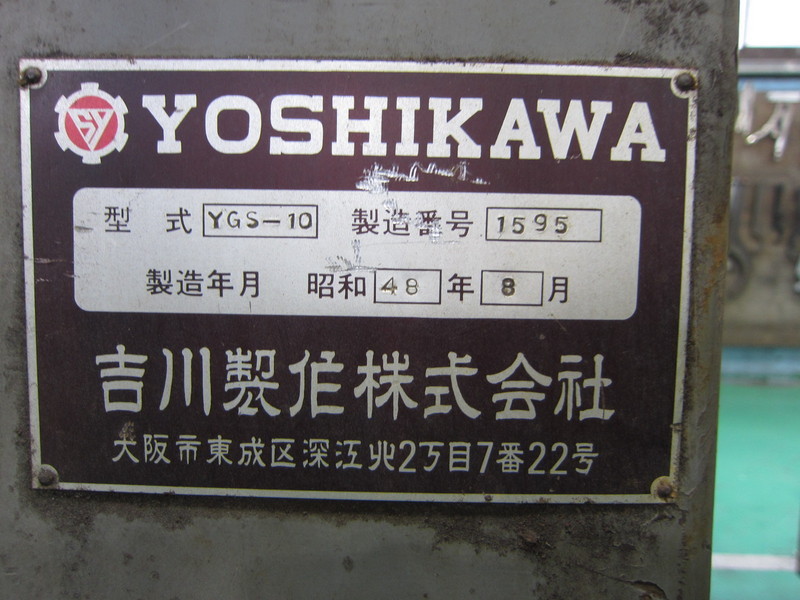 SY YOSHIKAWA
型式 YGS-10 製造番号 1595
製造年月 昭和 48 年 8 月
吉川製作株式会社
大阪市東成区深江北2丁目7番22号